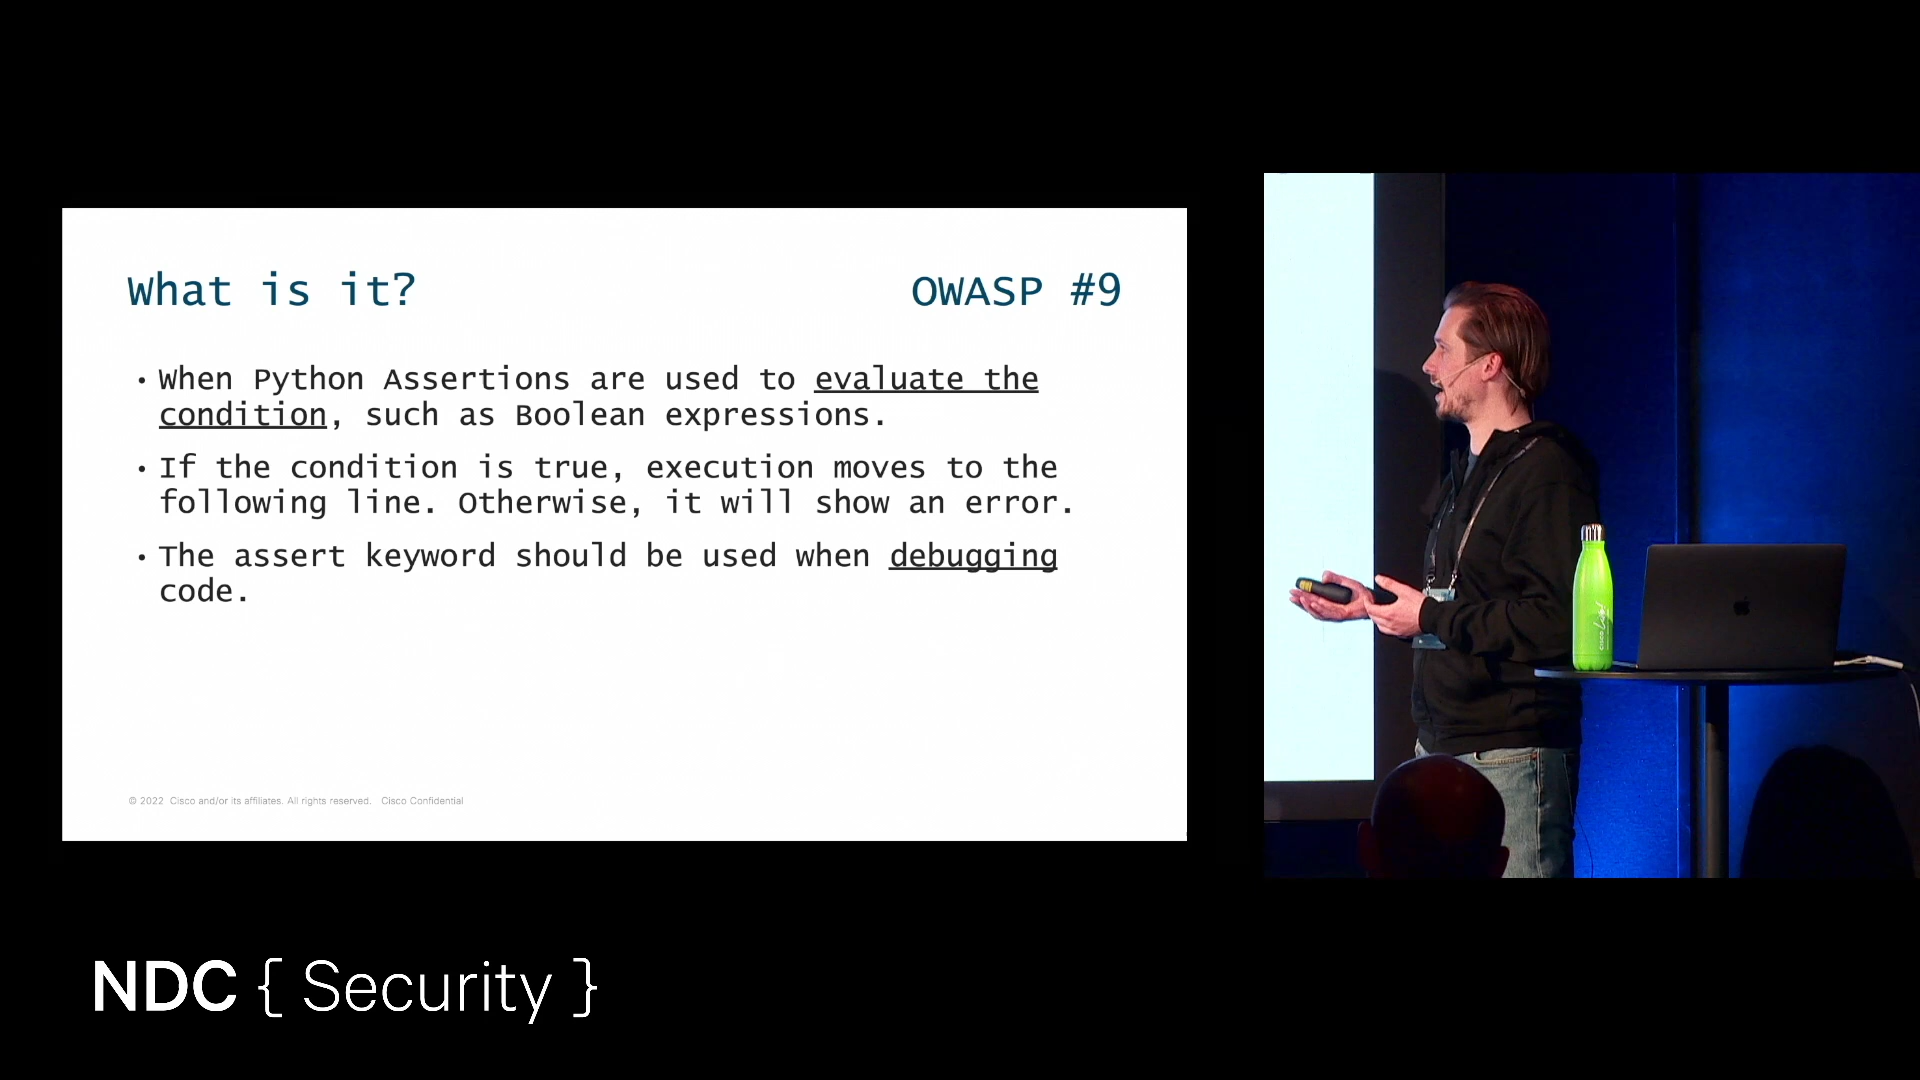 What is it?
OWASP #9
• When Python Assertions are used to evaluate the
condition, such as Boolean expressions.
• If the condition is true, execution moves to the
following line. Otherwise, it will show an error.
• The assert keyword should be used when debugging
code.
© 2022 Cisco and/or its affiliates. All rights reserved. Cisco Confidential
NDC { Security }
CISCO